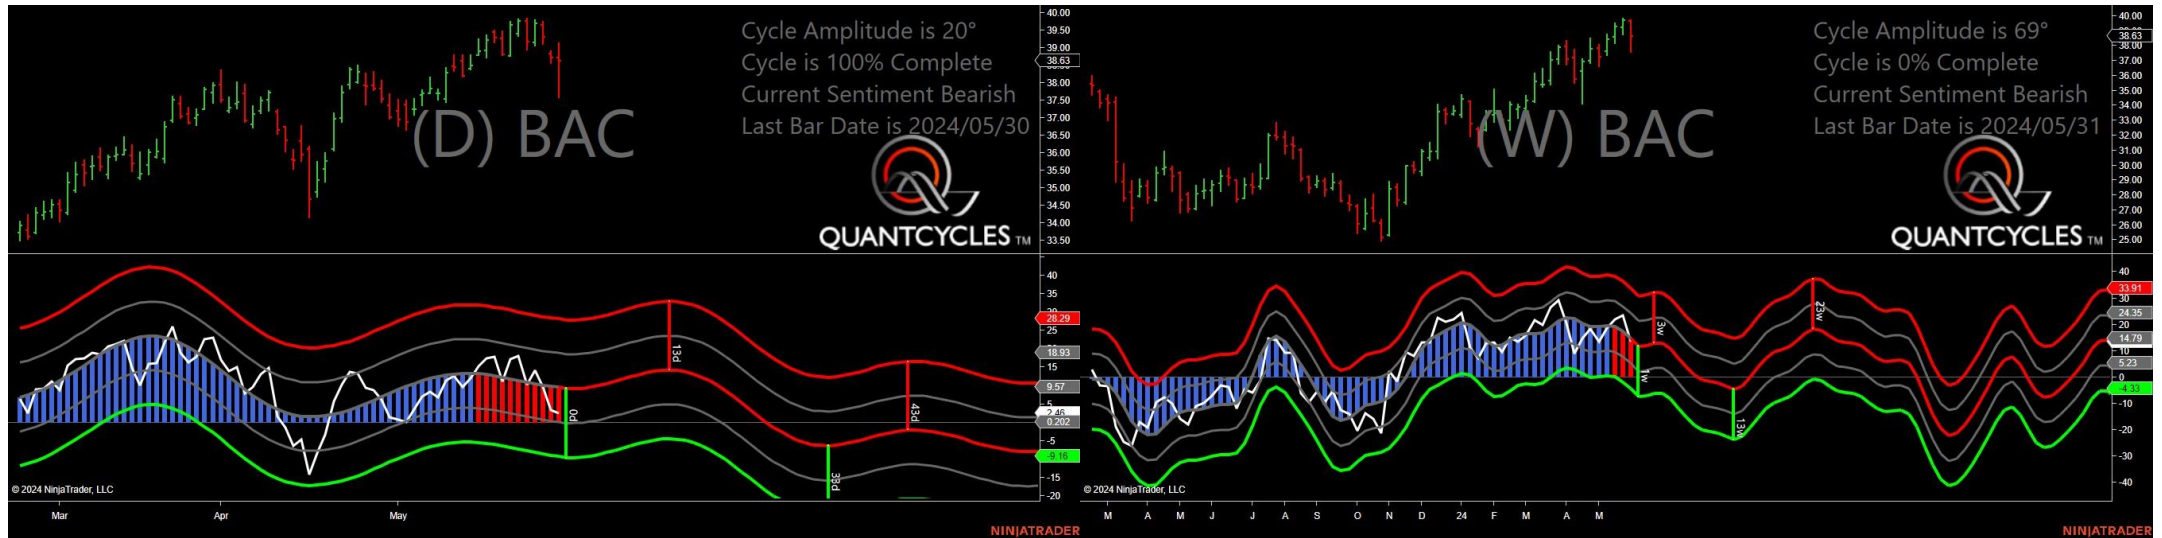 Cycle Amplitude is 20°
Cycle is 100% Complete
Current Sentiment Bearish
Last Bar Date is 2024/05/30
(D) BAC
QUANTCYCLES TM
40.00
39.50
39.00
38.63
38.00
37.50
37.00
36.50
36.00
35.50
35.00
34.50
34.00
33.50
40
35
28.29
25
18.93
15
9.57
5
2.46
0.202
-5
-9.16
-15
-20
13d
43d
0d
33d
© 2024 NinjaTrader, LLC
Mar Apr May
NINJATRADER
Cycle Amplitude is 69°
Cycle is 0% Complete
Current Sentiment Bearish
Last Bar Date is 2024/05/31
(W) BAC
QUANTCYCLES TM
40.00
38.63
38.00
37.00
36.00
35.00
34.00
33.00
32.00
31.00
30.00
29.00
28.00
27.00
26.00
25.00
40
33.91
30
24.35
20
14.79
10
5.23
0
-4.33
-10
-20
-30
-40
3w
23w
1w
13w
© 2024 NinjaTrader, LLC
M A M J J A S O N D 24 F M A M
NINJATRADER